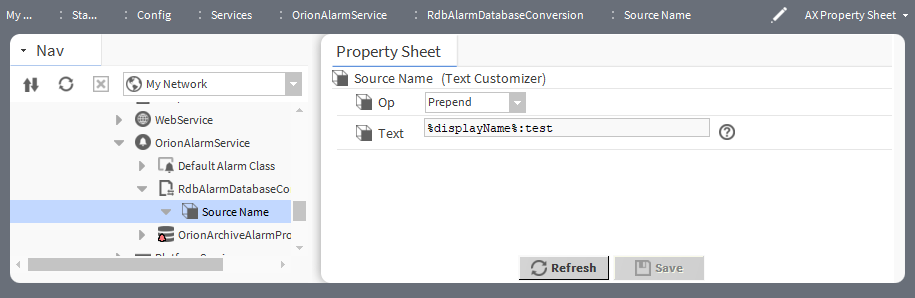 My ... : Sta... : Config : Services : OrionAlarmService : RdbAlarmDatabaseConversion : Source Name AX Property Sheet
Nav
My Network
WebService
OrionAlarmService
Default Alarm Class
RdbAlarmDatabaseCo
Source Name
OrionArchiveAlarmPro
Property Sheet
Source Name (Text Customizer)
Op Prepend
Text %displayName%:test
Refresh Save